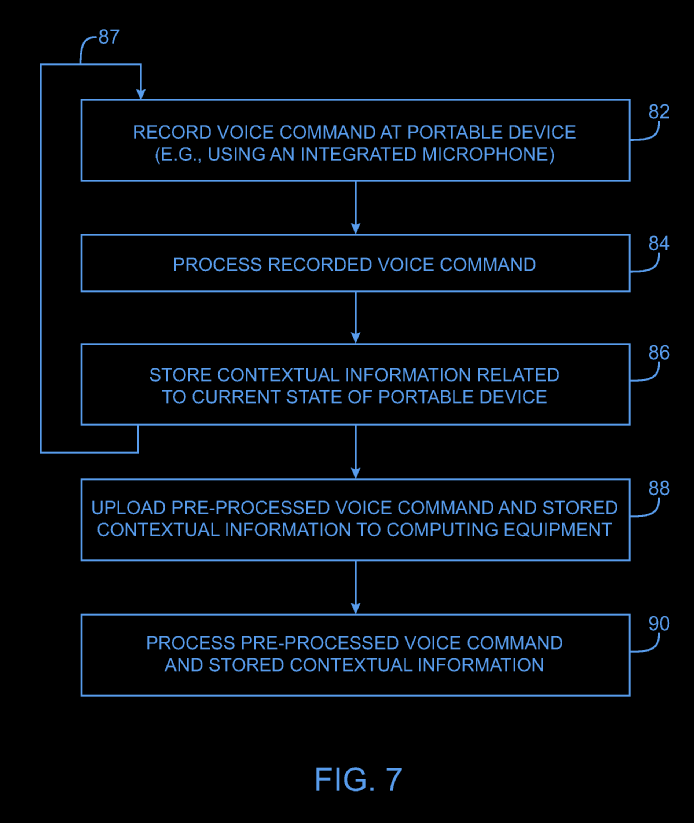 87
82
RECORD VOICE COMMAND AT PORTABLE DEVICE
(E.G., USING AN INTEGRATED MICROPHONE)
84
PROCESS RECORDED VOICE COMMAND
86
STORE CONTEXTUAL INFORMATION RELATED
TO CURRENT STATE OF PORTABLE DEVICE
88
UPLOAD PRE-PROCESSED VOICE COMMAND AND STORED
CONTEXTUAL INFORMATION TO COMPUTING EQUIPMENT
90
PROCESS PRE-PROCESSED VOICE COMMAND
AND STORED CONTEXTUAL INFORMATION
FIG. 7